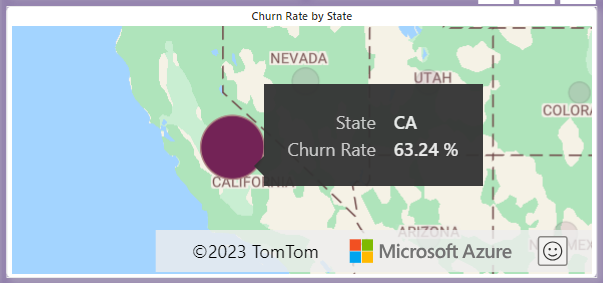 Churn Rate by State
NEVADA
UTAH
COLORA
State CA
Churn Rate 63.24 %
CALIFORNIA
ARIZONA
MEX
©2023 TomTom Microsoft Azure